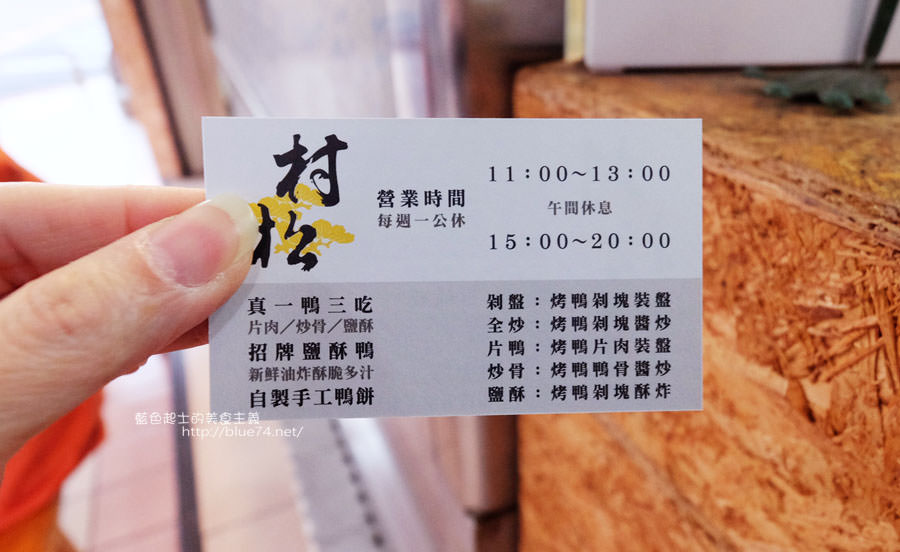 村松
營業時間
每週一公休
11：00~13：00
午間休息
15：00~20：00
真一鴨三吃
片肉／炒骨／鹽酥
招牌鹽酥鴨
新鮮油炸酥脆多汁
自製手工鴨餅
剁盤：烤鴨剁塊裝盤
全炒：烤鴨剁塊醬炒
片鴨：烤鴨片肉裝盤
炒骨：烤鴨鴨骨醬炒
鹽酥：烤鴨剁塊酥炸
藍色起士的美食主義
http://blue74.net/